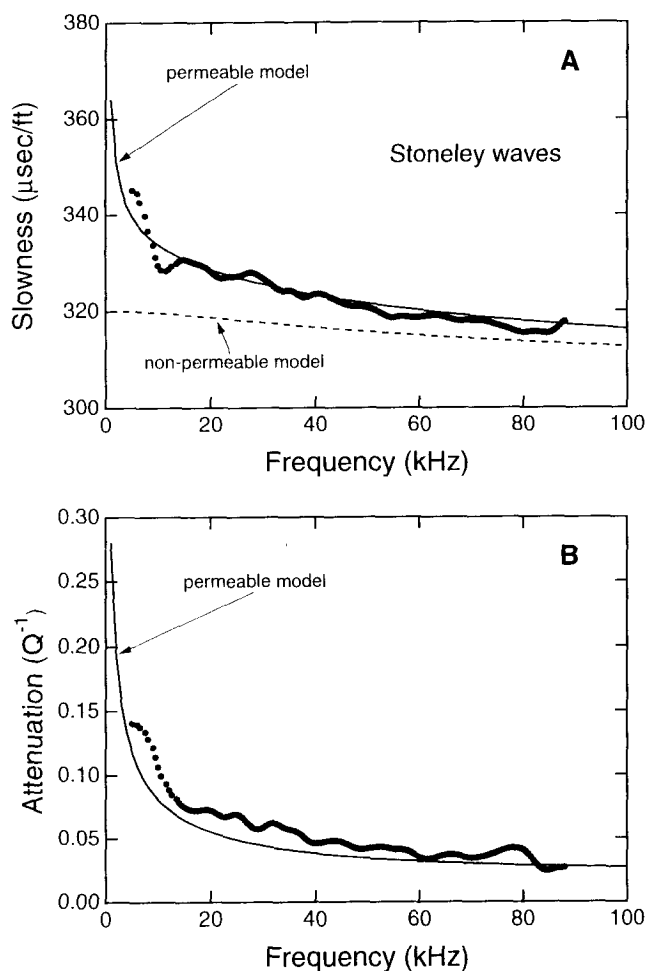 380
A
permeable model
360
Stoneley waves
340
320
non-permeable model
300
0 20 40 60 80 100
Slowness (μsec/ft)
Frequency (kHz)
0.30
B
permeable model
0.25
0.20
0.15
0.10
0.05
0.00
0 20 40 60 80 100
Attenuation (Q⁻¹)
Frequency (kHz)